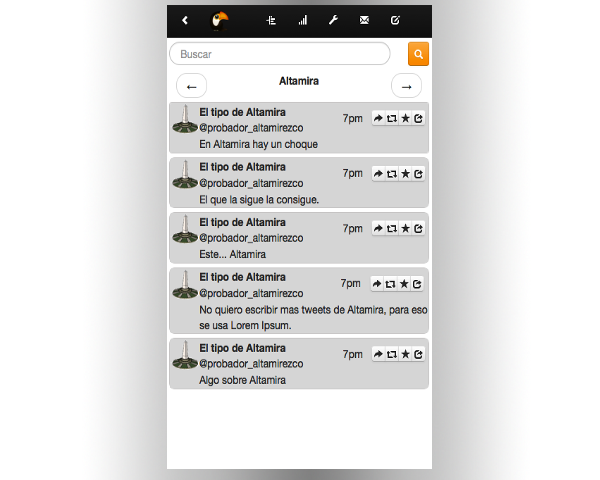 Buscar
← Altamira →
El tipo de Altamira 7pm
@probador_altamirezco
En Altamira hay un choque
El tipo de Altamira 7pm
@probador_altamirezco
El que la sigue la consigue.
El tipo de Altamira 7pm
@probador_altamirezco
Este... Altamira
El tipo de Altamira 7pm
@probador_altamirezco
No quiero escribir mas tweets de Altamira, para eso
se usa Lorem Ipsum.
El tipo de Altamira 7pm
@probador_altamirezco
Algo sobre Altamira